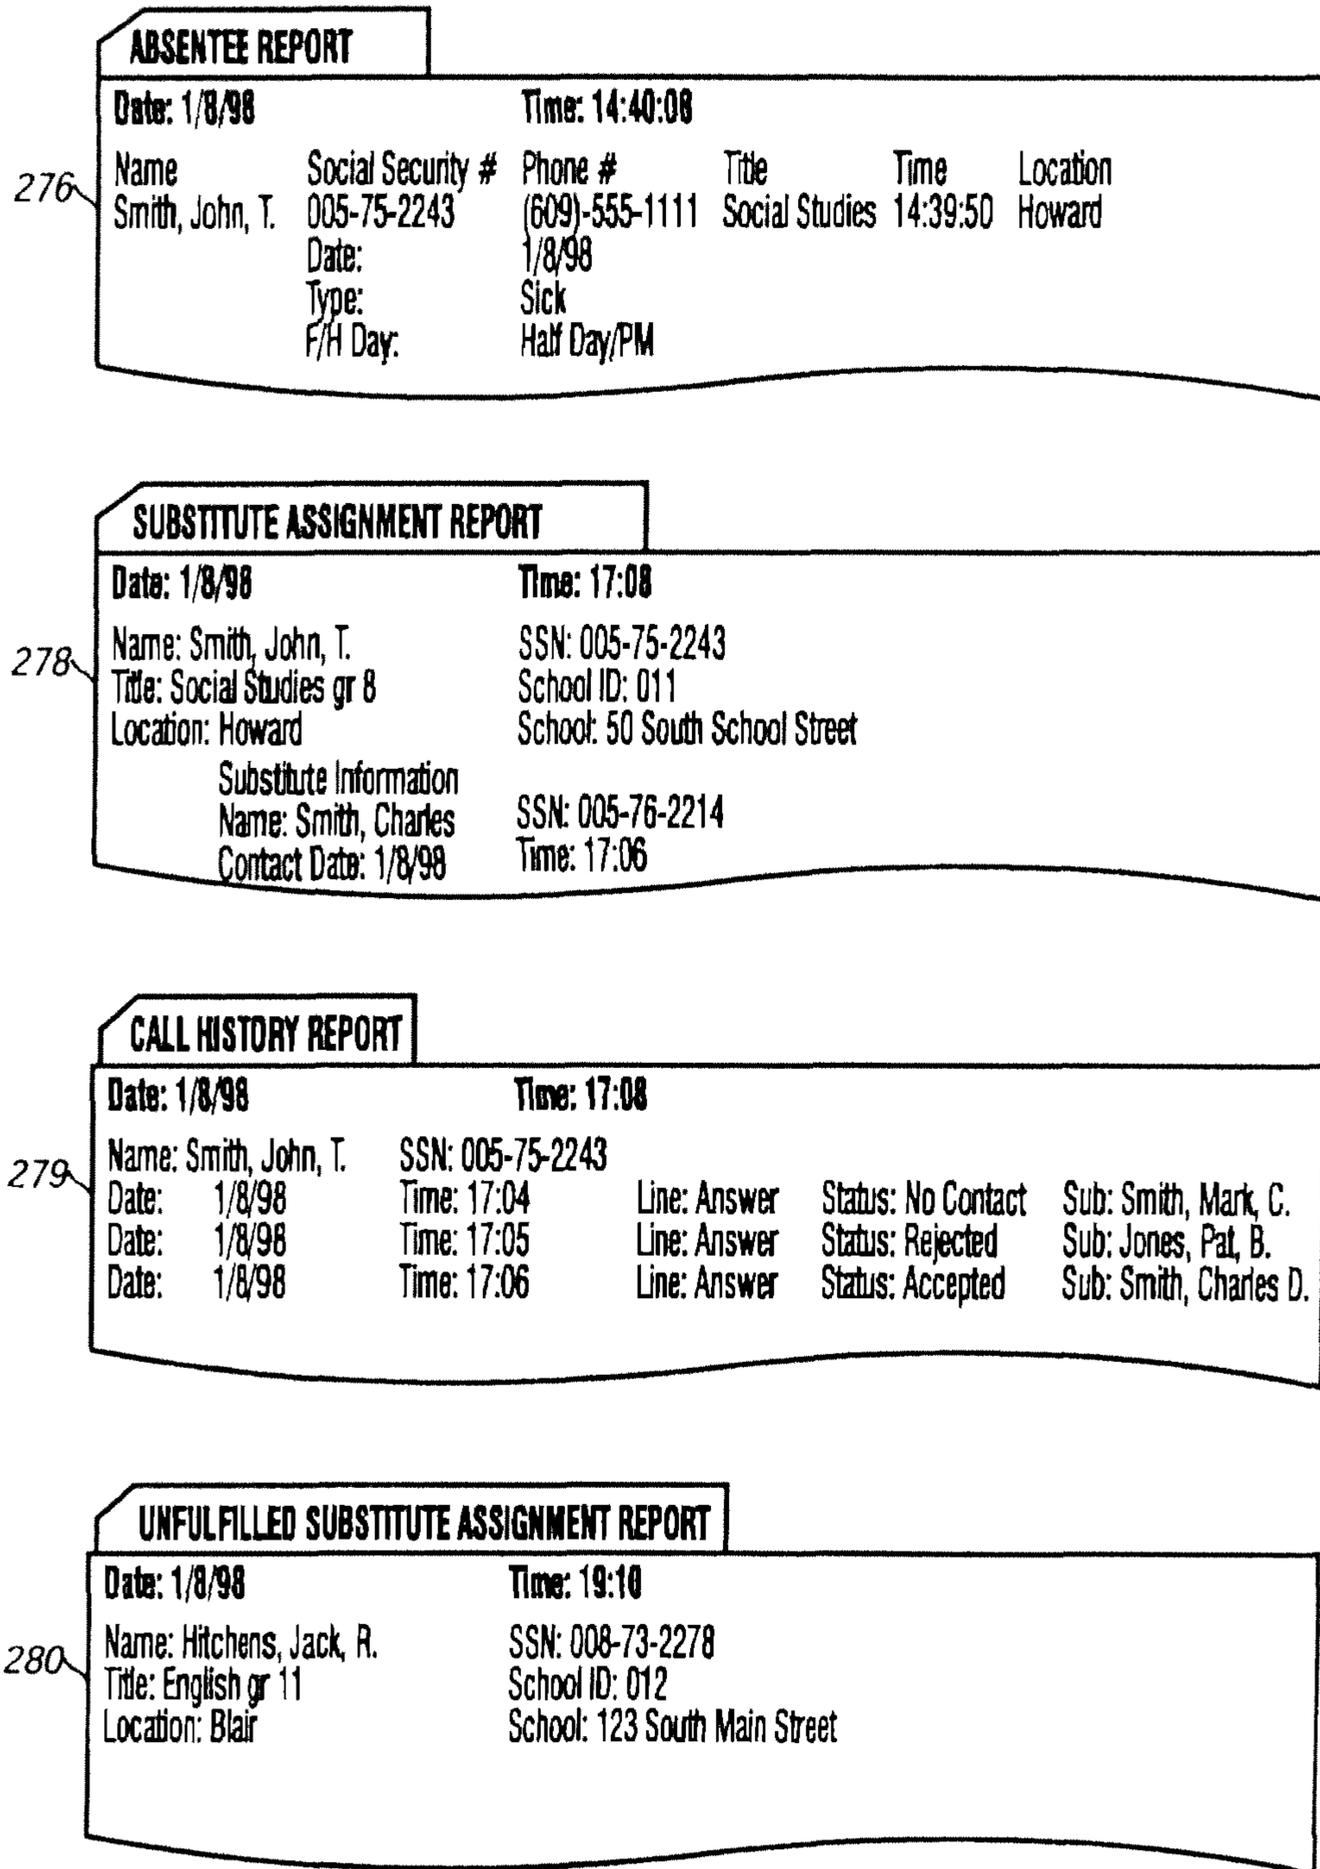 ABSENTEE REPORT
Date: 1/8/98 Time: 14:40:08
Name Social Security # Phone # Title Time Location
276
Smith, John, T. 005-75-2243 (609)-555-1111 Social Studies 14:39:50 Howard
Date: 1/8/98
Type: Sick
F/H Day: Half Day/PM
SUBSTITUTE ASSIGNMENT REPORT
Date: 1/8/98 Time: 17:08
Name: Smith, John, T. SSN: 005-75-2243
278
Title: Social Studies gr 8 School ID: 011
Location: Howard School: 50 South School Street
Substitute Information
Name: Smith, Charles SSN: 005-76-2214
Contact Date: 1/8/98 Time: 17:06
CALL HISTORY REPORT
Date: 1/8/98 Time: 17:08
Name: Smith, John, T. SSN: 005-75-2243
279
Date: 1/8/98 Time: 17:04 Line: Answer Status: No Contact Sub: Smith, Mark, C.
Date: 1/8/98 Time: 17:05 Line: Answer Status: Rejected Sub: Jones, Pat, B.
Date: 1/8/98 Time: 17:06 Line: Answer Status: Accepted Sub: Smith, Charles D.
UNFULFILLED SUBSTITUTE ASSIGNMENT REPORT
Date: 1/8/98 Time: 19:10
Name: Hitchens, Jack, R. SSN: 008-73-2278
280
Title: English gr 11 School ID: 012
Location: Blair School: 123 South Main Street